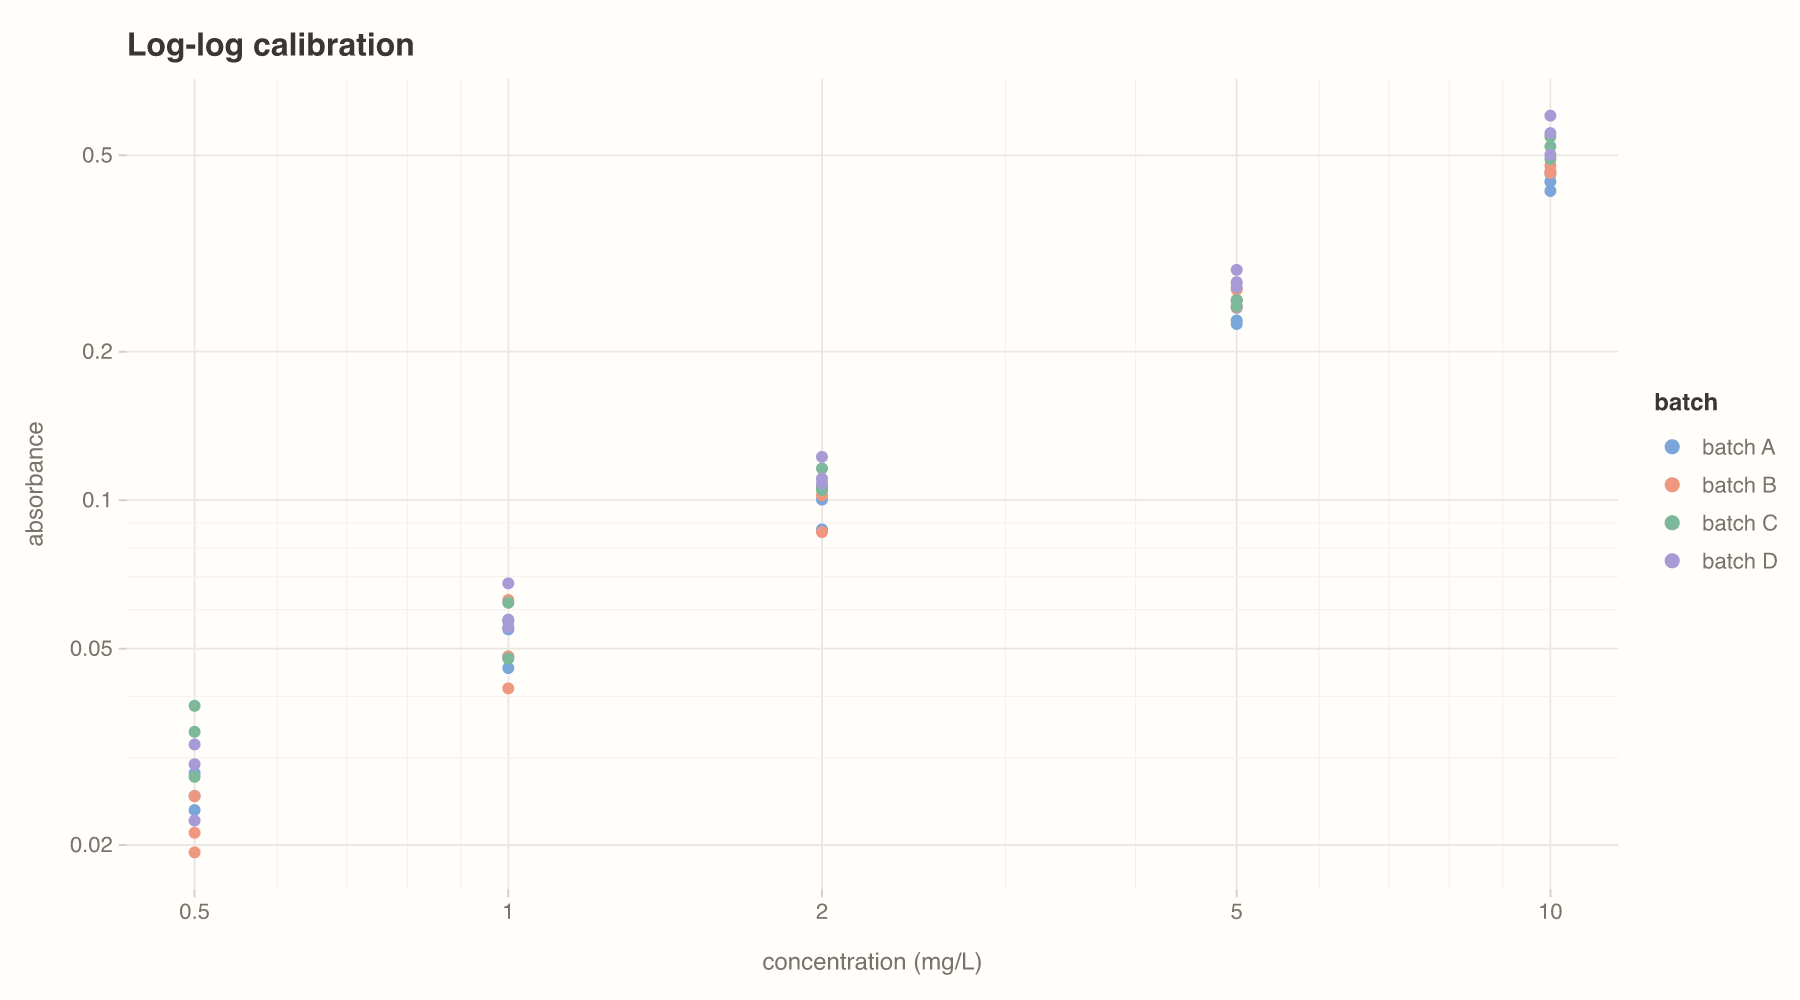 Log-log calibration
0.5
0.2
0.1
0.05
0.02
absorbance
0.5 1 2 5 10
concentration (mg/L)
batch
batch A
batch B
batch C
batch D